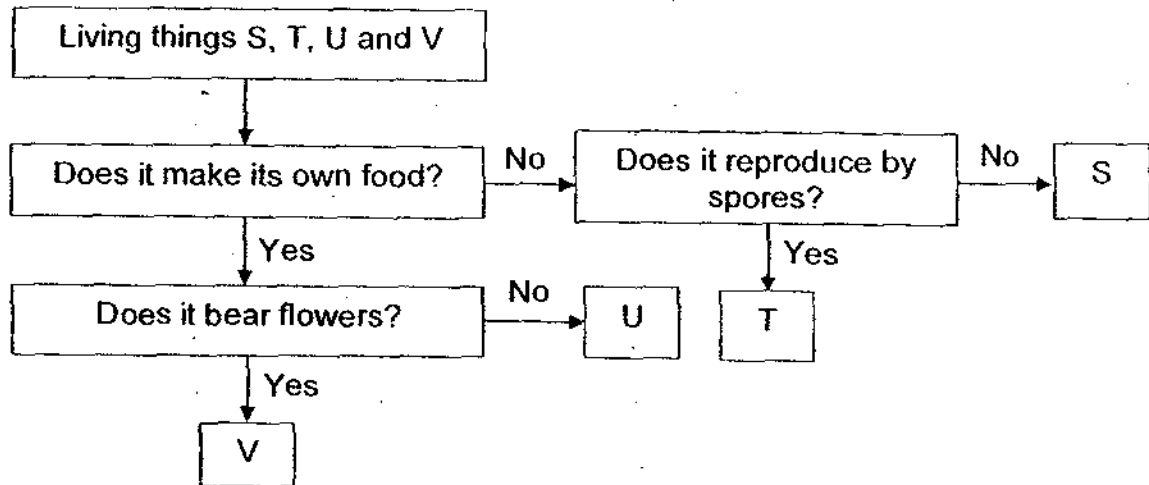 Living things S, T, U and V
Does it make its own food?
No
Does it reproduce by
spores?
No
S
Yes
Yes
Does it bear flowers?
No
U
T
Yes
V